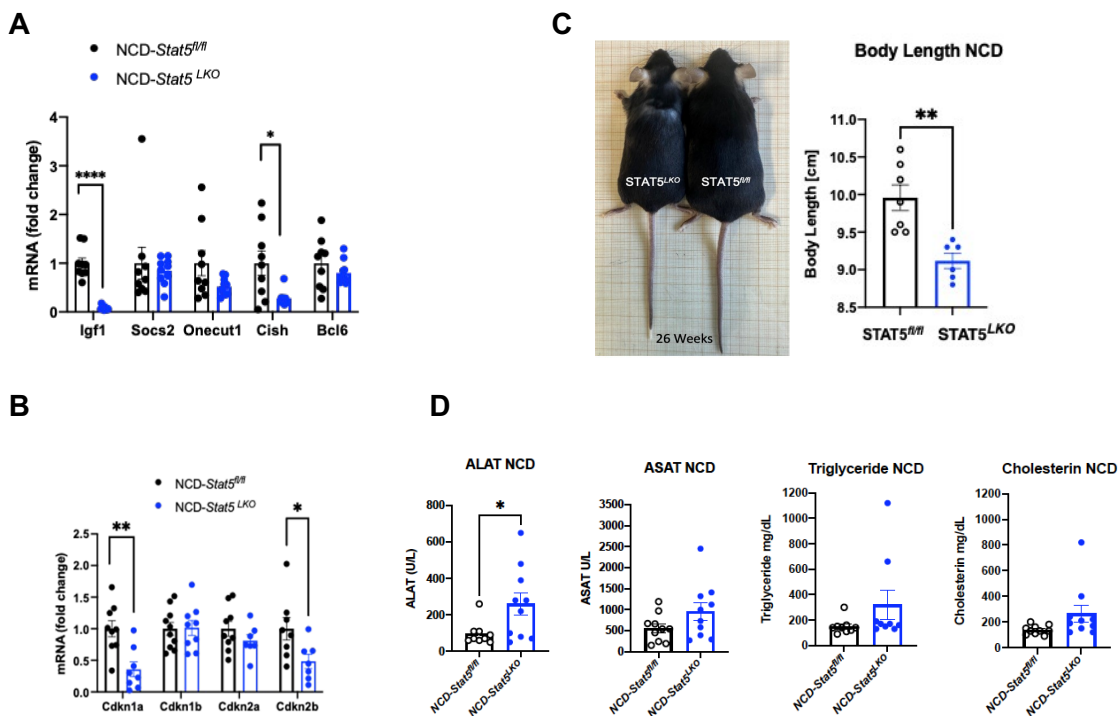 A
NCD-Stat5fl/fl
NCD-Stat5 LKO
mRNA (fold change)
4
3
2
1
0
****
*
Igf1 Socs2 Onecut1 Cish Bcl6
B
NCD-Stat5fl/fl
NCD-Stat5 LKO
mRNA (fold change)
2.5
2.0
1.5
1.0
0.5
0.0
**
*
Cdkn1a Cdkn1b Cdkn2a Cdkn2b
C
STAT5LKO STAT5fl/fl
26 Weeks
Body Length NCD
**
Body Length [cm]
11.0
10.5
10.0
9.5
9.0
8.5
STAT5fl/fl STAT5LKO
D
ALAT NCD
*
ALAT (U/L)
800
600
400
200
0
NCD-Stat5fl/fl
NCD-Stat5LKO
ASAT NCD
ASAT U/L
3500
3000
2500
2000
1500
1000
500
0
NCD-Stat5fl/fl
NCD-Stat5LKO
Triglyceride NCD
Triglyceride mg/dL
1200
1000
800
600
400
200
0
NCD-Stat5fl/fl
NCD-Stat5LKO
Cholesterin NCD
Cholesterin mg/dL
1200
1000
800
600
400
200
0
NCD-Stat5fl/fl
NCD-Stat5LKO